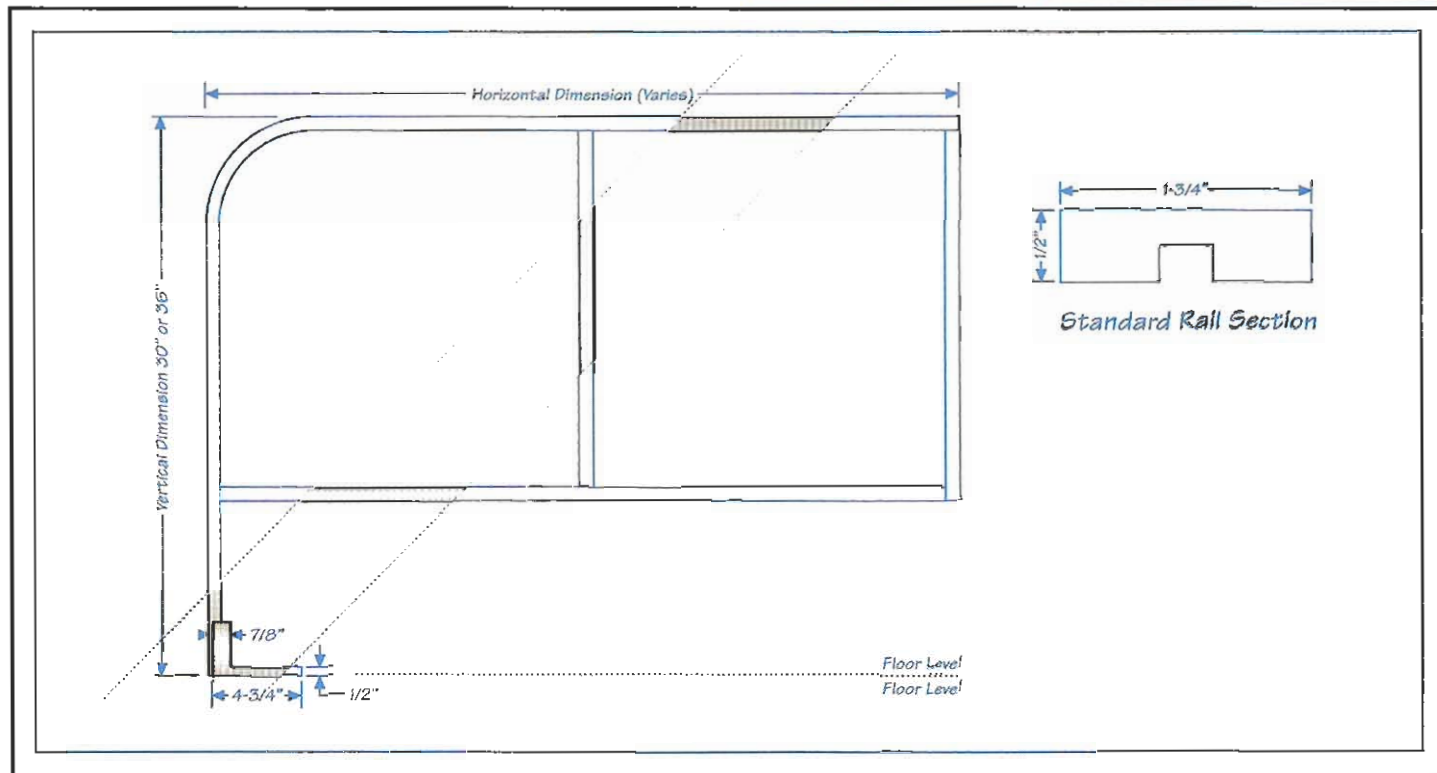 Horizontal Dimension (Varies)
1-3/4"
1/2"
Standard Rail Section
Vertical Dimension 30" or 36"
7/8"
Floor Level
Floor Level
4-3/4"
1/2"